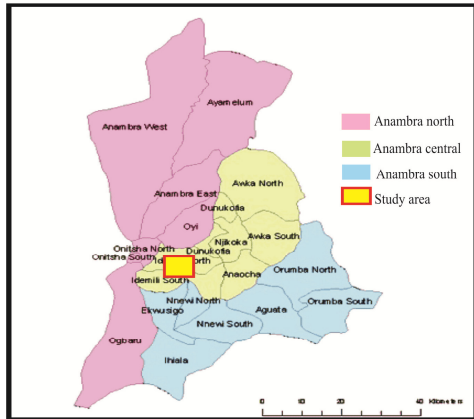 Ayamelum
Anambra West
Anambra East
Awka North
Dunukofia
Oyi
Onitsha North
Onitsha South
Njikoka
Awka South
Dunukofia
Anaocha
Idemili South
Orumba North
Nnewi North
Ekwusigo
Aguata
Orumba South
Nnewi South
Ogbaru
Ihiala
Anambra north
Anambra central
Anambra south
Study area
0 20 40 Kilometers